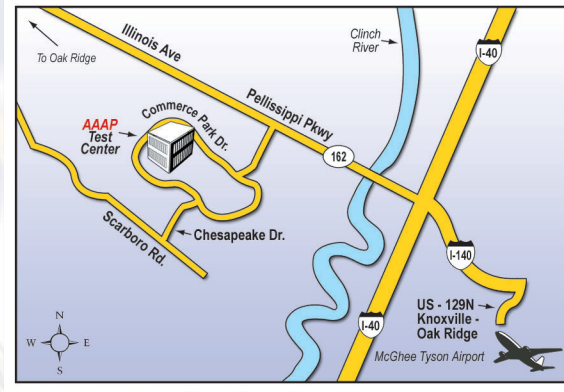 To Oak Ridge
Illinois Ave
Clinch
River
I-40
I-40
Pellissippi Pkwy
162
AAAP
Test
Center
Commerce Park Dr.
Chesapeake Dr.
Scarboro Rd.
I-140
US - 129N
Knoxville -
Oak Ridge
I-40
McGhee Tyson Airport
N
W
E
S